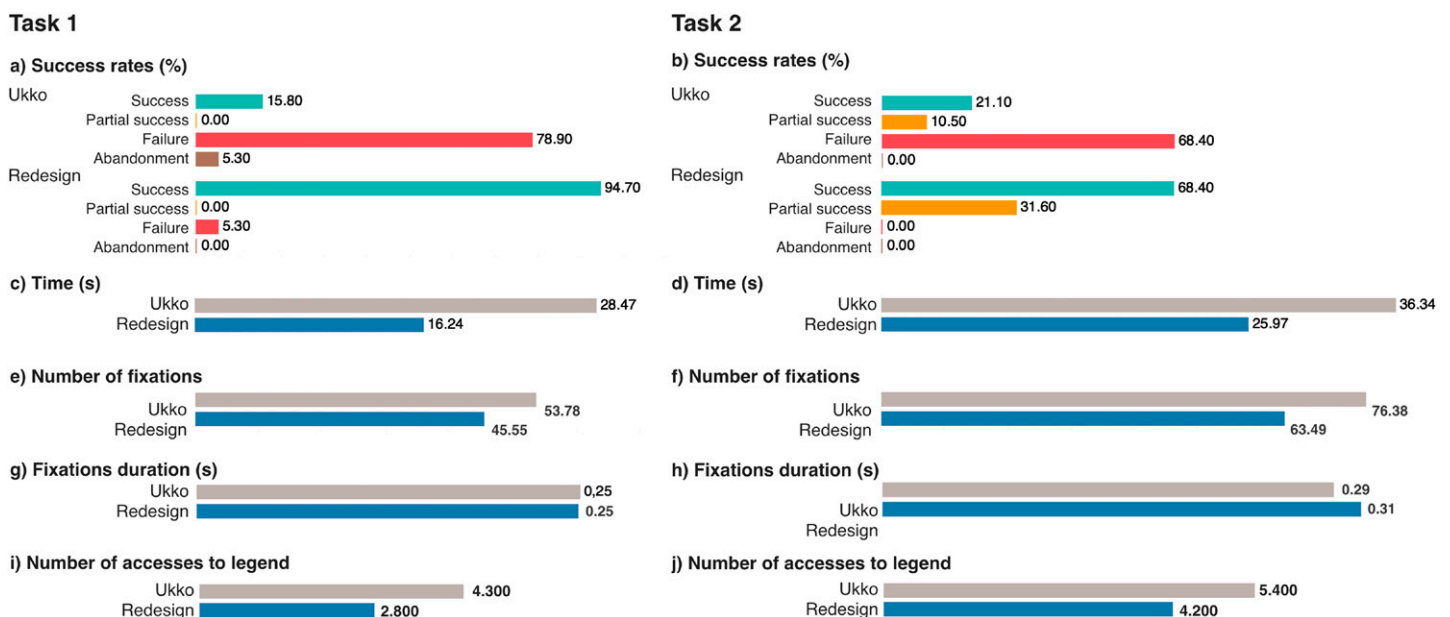 Task 1
a) Success rates (%)
Ukko
Success 15.80
Partial success 0.00
Failure 78.90
Abandonment 5.30
Redesign
Success 94.70
Partial success 0.00
Failure 5.30
Abandonment 0.00
c) Time (s)
Ukko 28.47
Redesign 16.24
e) Number of fixations
Ukko 53.78
Redesign 45.55
g) Fixations duration (s)
Ukko 0,25
Redesign 0.25
i) Number of accesses to legend
Ukko 4.300
Redesign 2.800
Task 2
b) Success rates (%)
Ukko
Success 21.10
Partial success 10.50
Failure 68.40
Abandonment 0.00
Redesign
Success 68.40
Partial success 31.60
Failure 0.00
Abandonment 0.00
d) Time (s)
Ukko 36.34
Redesign 25.97
f) Number of fixations
Ukko 76.38
Redesign 63.49
h) Fixations duration (s)
0.29
Ukko 0.31
Redesign
j) Number of accesses to legend
Ukko 5.400
Redesign 4.200